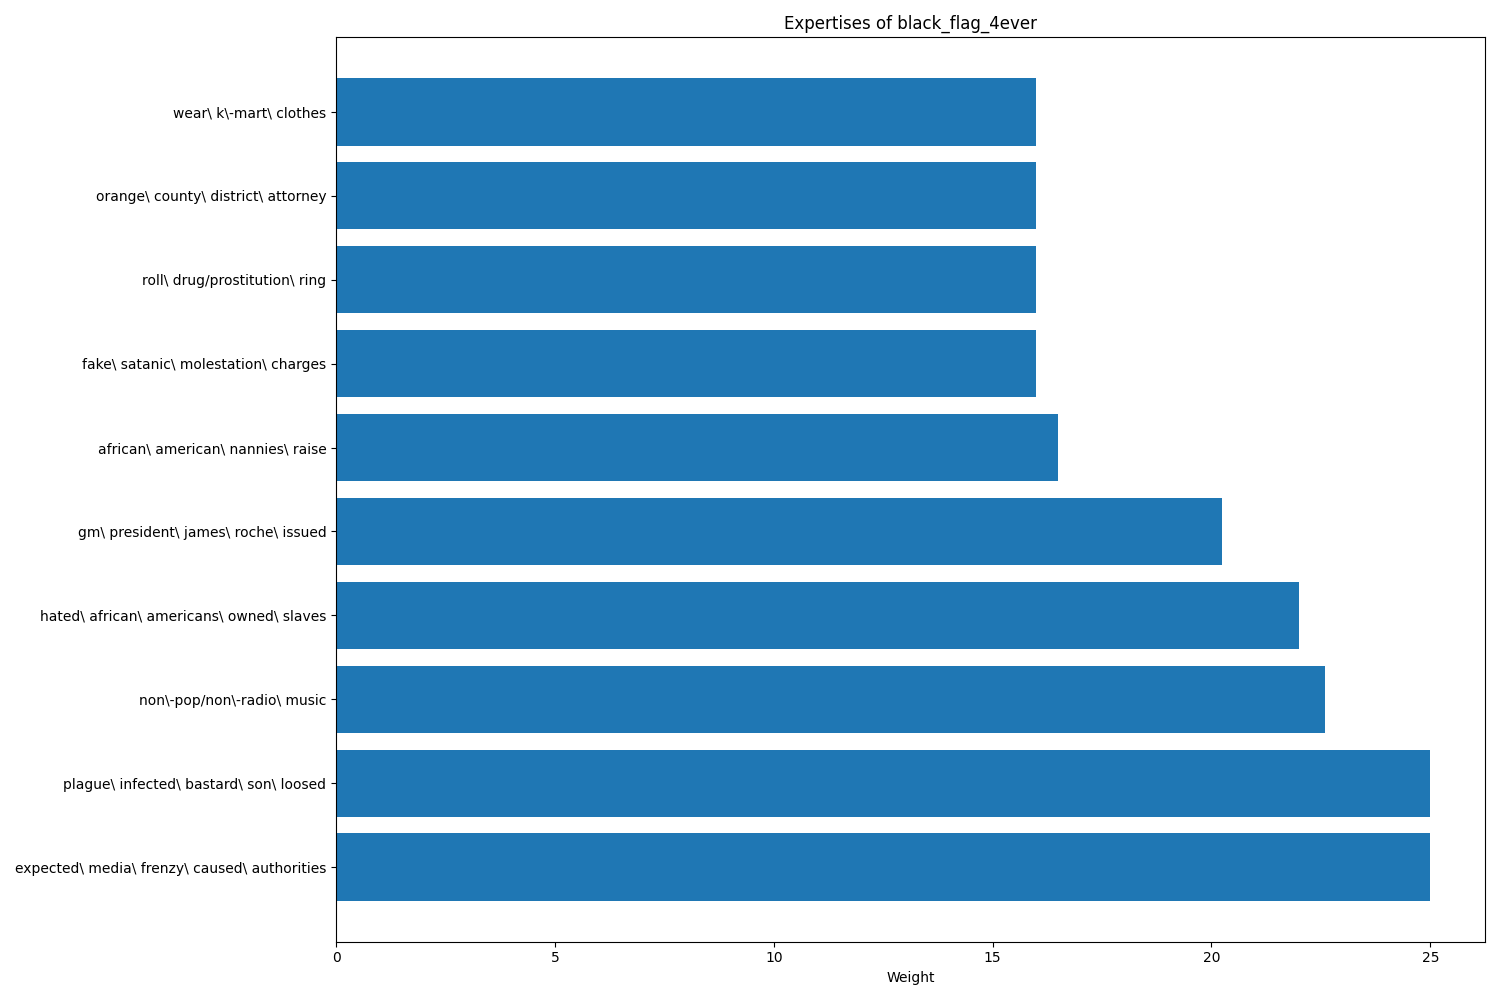 Expertises of black_flag_4ever
wear\ k\-mart\ clothes
orange\ county\ district\ attorney
roll\ drug/prostitution\ ring
fake\ satanic\ molestation\ charges
african\ american\ nannies\ raise
gm\ president\ james\ roche\ issued
hated\ african\ americans\ owned\ slaves
non\-pop/non\-radio\ music
plague\ infected\ bastard\ son\ loosed
expected\ media\ frenzy\ caused\ authorities
0 5 10 15 20 25
Weight